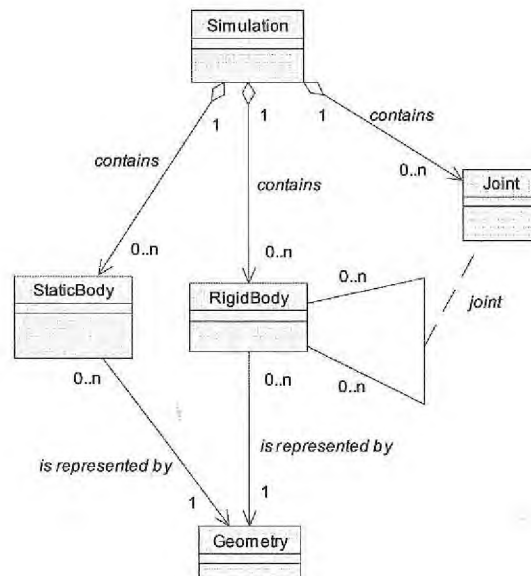 Simulation
1
1
1
contains
contains
0..n
Joint
contains
0..n
0..n
StaticBody
RigidBody
0..n
joint
0..n
0..n
0..n
is represented by
is represented by
1
1
Geometry